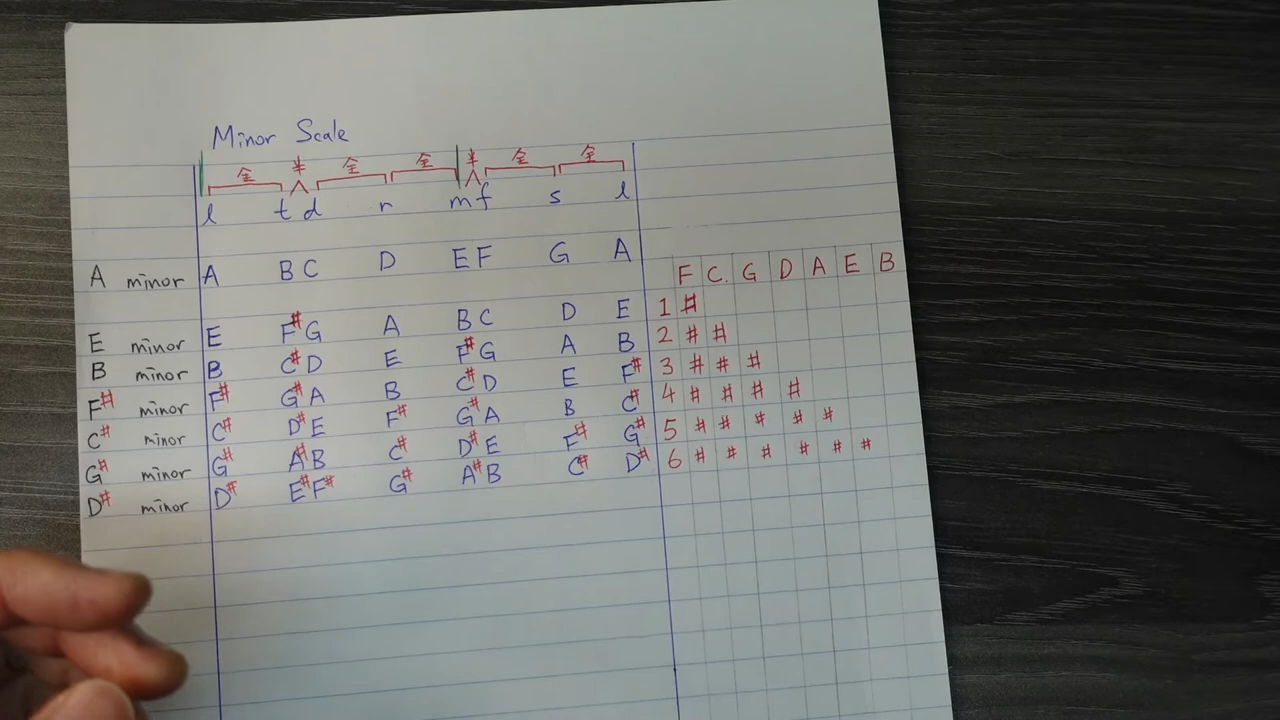 Minor Scale
全 半 全 全 半 全 全
l t d r m f s l
A minor A B C D E F G A F C. G D A E B
E minor E F# G A B C D E 1 #
B minor B C# D E F# G A B 2 # #
F# minor F# G# A B C# D E F# 3 # # #
C# minor C# D# E F# G# A B C# 4 # # # #
G# minor G# A# B C# D# E F# G# 5 # # # # #
D# minor D# E# F# G# A# B C# D# 6 # # # # # #